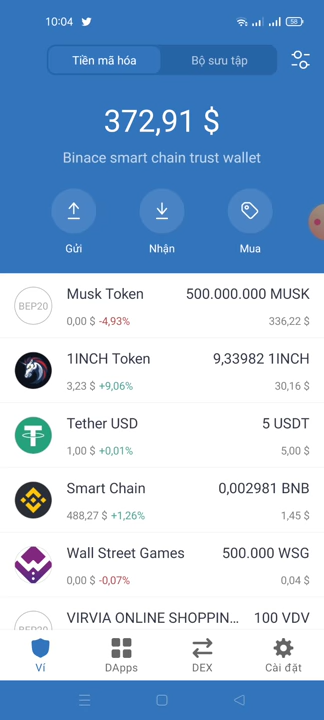 10:04 58
Tiền mã hóa Bộ sưu tập
372,91 $
Binace smart chain trust wallet
Gửi Nhận Mua
BEP20 Musk Token 500.000.000 MUSK
0,00 $ -4,93% 336,22 $
1INCH Token 9,33982 1INCH
3,23 $ +9,06% 30,16 $
Tether USD 5 USDT
1,00 $ +0,01% 5,00 $
Smart Chain 0,002981 BNB
488,27 $ +1,26% 1,45 $
Wall Street Games 500.000 WSG
0,00 $ -0,07% 0,04 $
BEP20 VIRVIA ONLINE SHOPPIN... 100 VDV
Ví DApps DEX Cài đặt